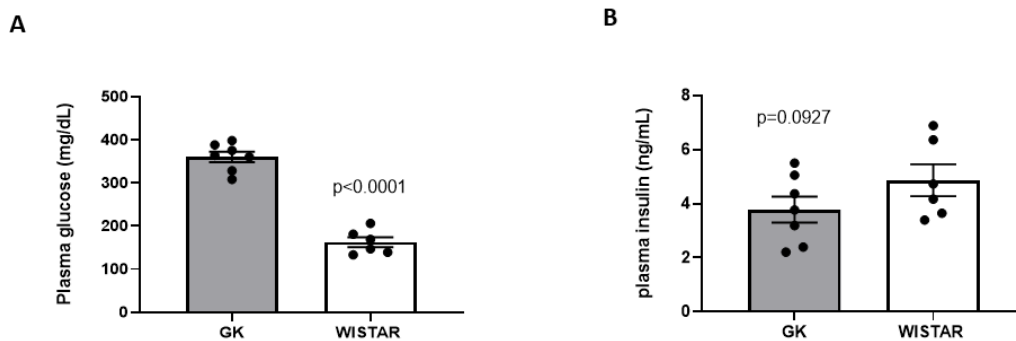 A
Plasma glucose (mg/dL)
500
400
300
200
100
0
p<0.0001
GK
WISTAR
B
plasma insulin (ng/mL)
8
6
4
2
0
p=0.0927
GK
WISTAR